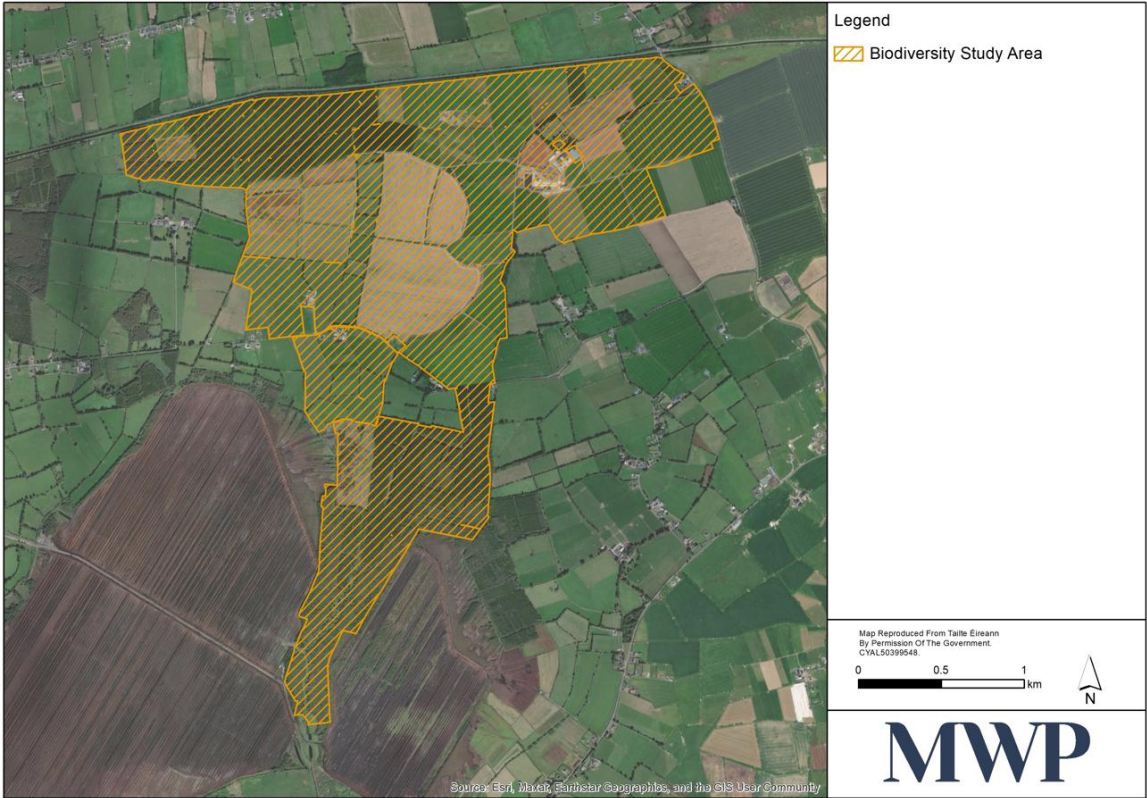 Legend
Biodiversity Study Area
Map Reproduced From Tailte Éireann
By Permission Of The Government.
CYAL50399548.
0 0.5 1
km
N
MWP
Source: Esri, Maxar, Earthstar Geographics, and the GIS User Community